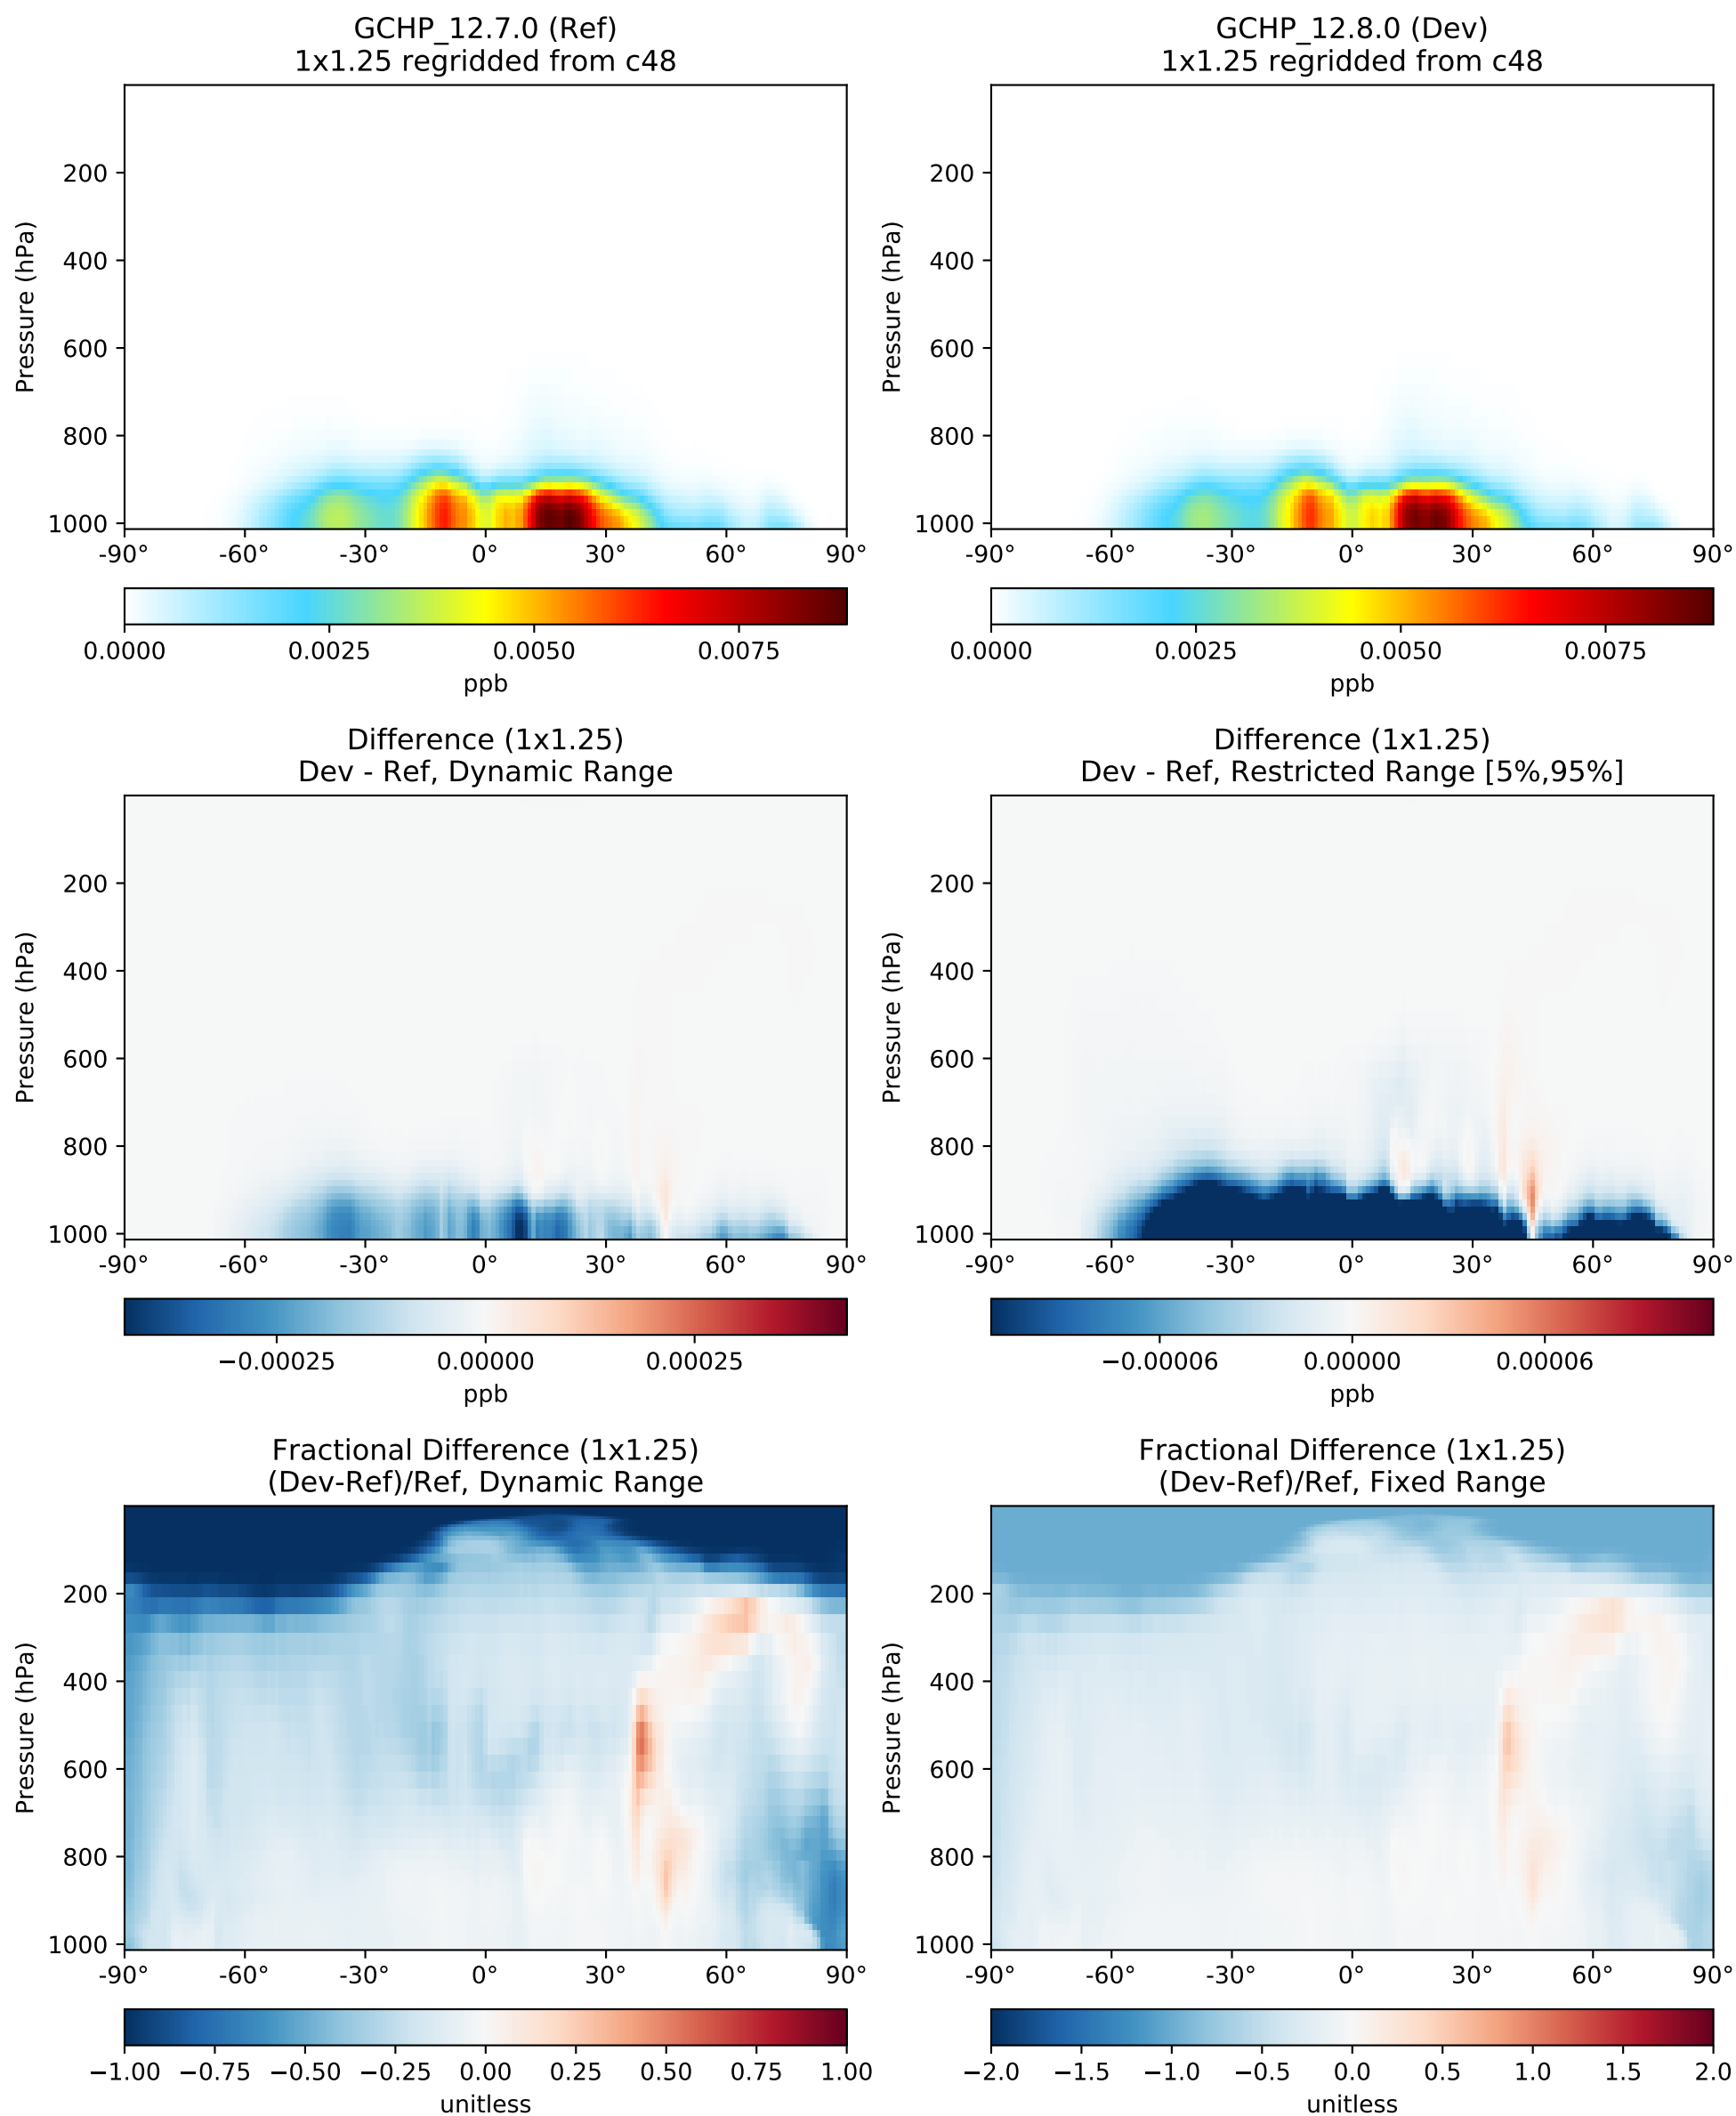 GCHP_12.7.0 (Ref)
1x1.25 regridded from c48
Pressure (hPa)
200
400
600
800
1000
-90° -60° -30° 0° 30° 60° 90°
0.0000 0.0025 0.0050 0.0075
ppb
GCHP_12.8.0 (Dev)
1x1.25 regridded from c48
Pressure (hPa)
200
400
600
800
1000
-90° -60° -30° 0° 30° 60° 90°
0.0000 0.0025 0.0050 0.0075
ppb
Difference (1x1.25)
Dev - Ref, Dynamic Range
Pressure (hPa)
200
400
600
800
1000
-90° -60° -30° 0° 30° 60° 90°
−0.00025 0.00000 0.00025
ppb
Difference (1x1.25)
Dev - Ref, Restricted Range [5%,95%]
Pressure (hPa)
200
400
600
800
1000
-90° -60° -30° 0° 30° 60° 90°
−0.00006 0.00000 0.00006
ppb
Fractional Difference (1x1.25)
(Dev-Ref)/Ref, Dynamic Range
Pressure (hPa)
200
400
600
800
1000
-90° -60° -30° 0° 30° 60° 90°
−1.00 −0.75 −0.50 −0.25 0.00 0.25 0.50 0.75 1.00
unitless
Fractional Difference (1x1.25)
(Dev-Ref)/Ref, Fixed Range
Pressure (hPa)
200
400
600
800
1000
-90° -60° -30° 0° 30° 60° 90°
−2.0 −1.5 −1.0 −0.5 0.0 0.5 1.0 1.5 2.0
unitless